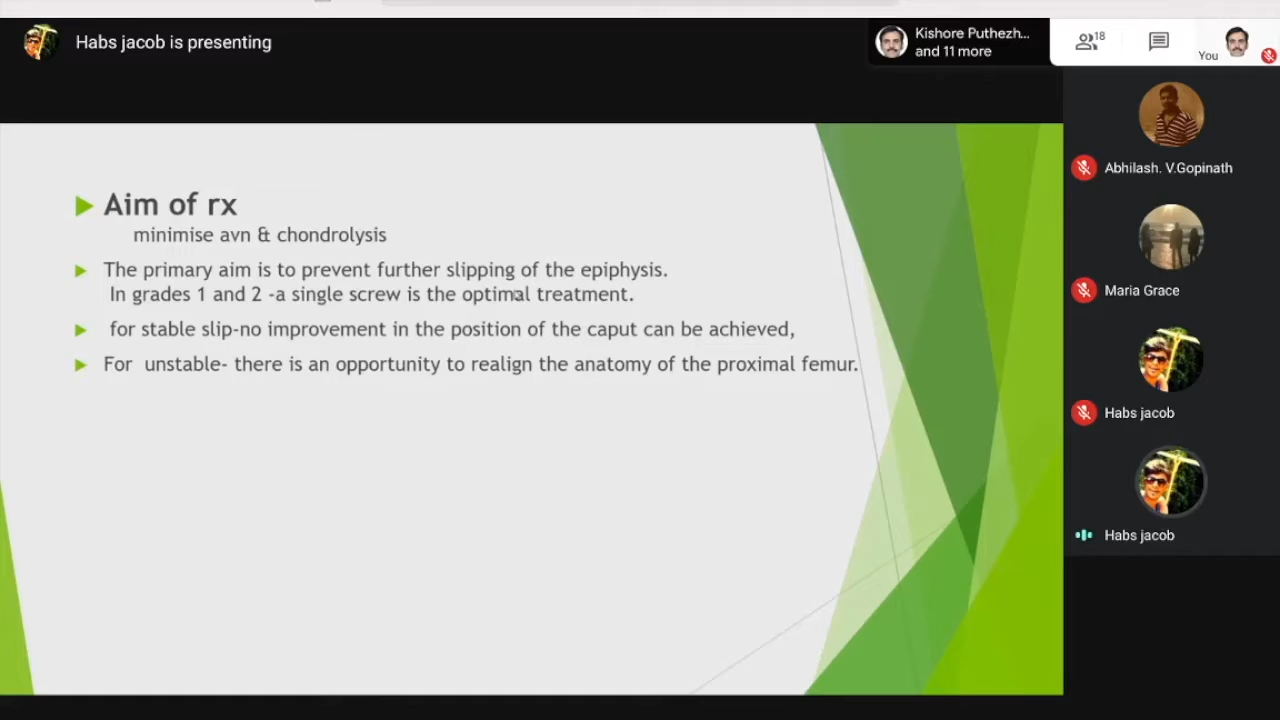 Habs jacob is presenting
Kishore Puthezh...
and 11 more
18
You
Aim of rx
minimise avn & chondrolysis
The primary aim is to prevent further slipping of the epiphysis.
In grades 1 and 2 -a single screw is the optimal treatment.
for stable slip-no improvement in the position of the caput can be achieved,
For unstable- there is an opportunity to realign the anatomy of the proximal femur.
Abhilash. V.Gopinath
Maria Grace
Habs jacob
Habs jacob